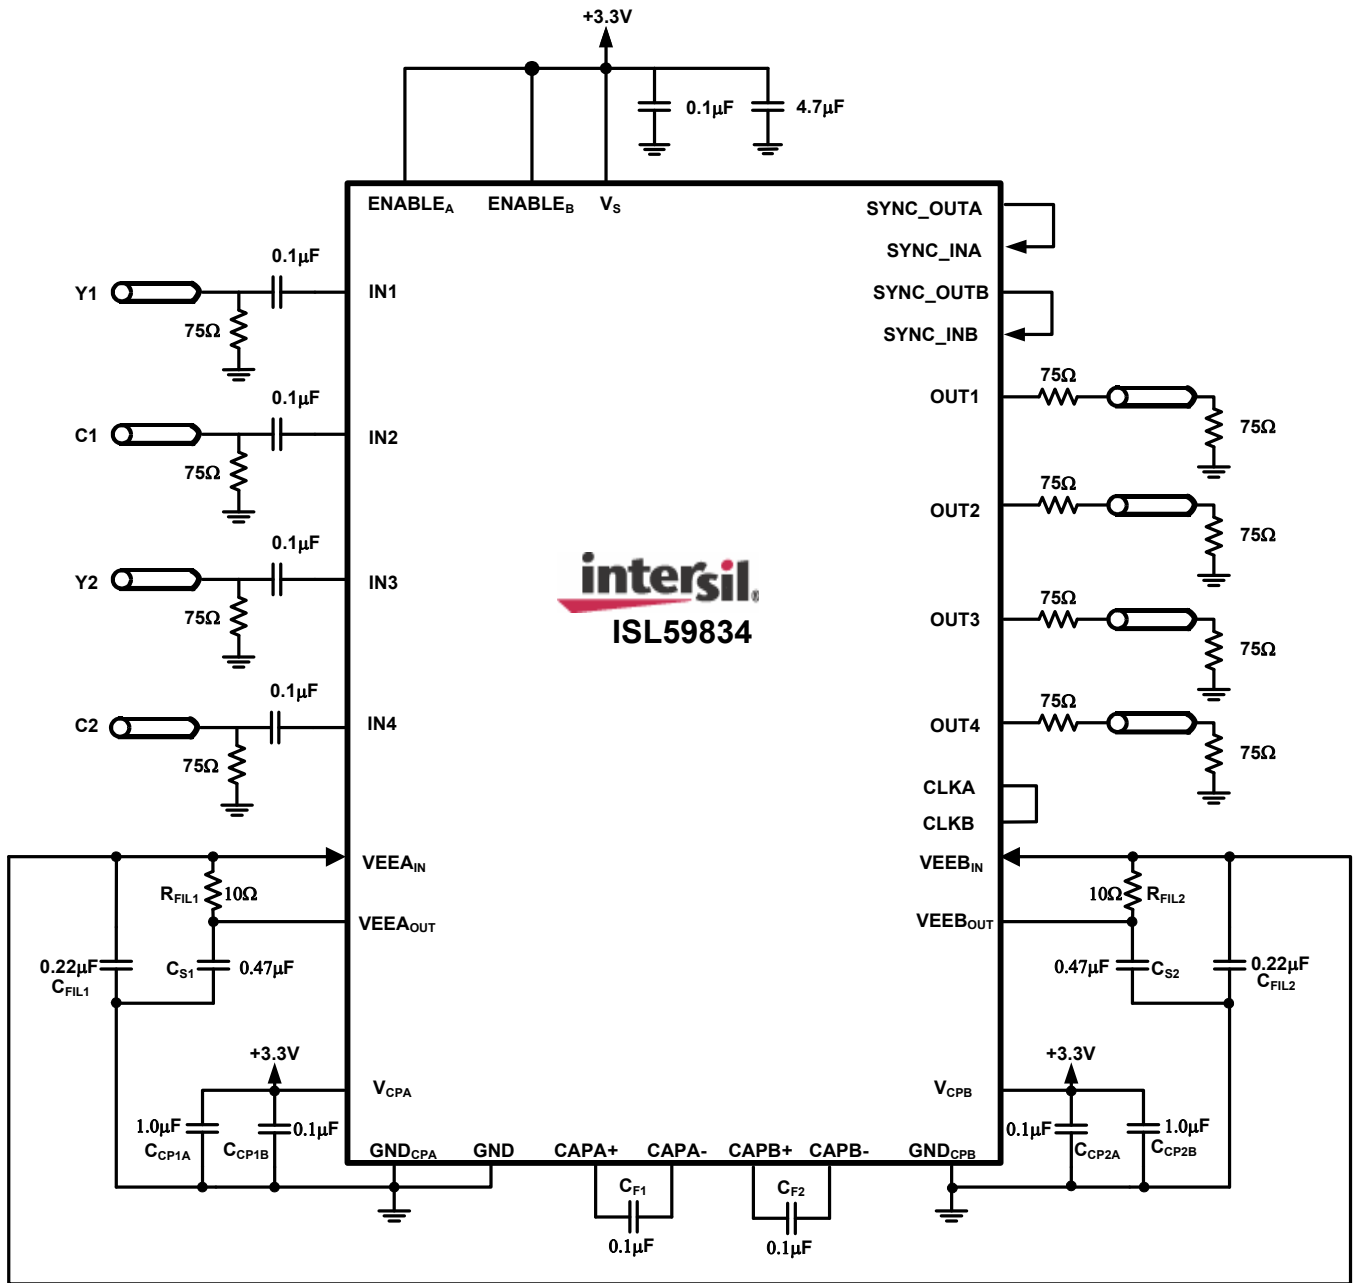 +3.3V
0.1µF
4.7µF
ENABLEA
ENABLEB
VS
SYNC_OUTA
SYNC_INA
SYNC_OUTB
SYNC_INB
0.1µF
Y1
IN1
75Ω
0.1µF
C1
IN2
75Ω
0.1µF
Y2
IN3
75Ω
0.1µF
C2
IN4
75Ω
75Ω
OUT1
75Ω
75Ω
OUT2
75Ω
75Ω
OUT3
75Ω
75Ω
OUT4
75Ω
intersil®
ISL59834
CLKA
CLKB
VEEAIN
RFIL1 10Ω
VEEAOUT
0.22µF
CFIL1
CS1
0.47µF
VEEBIN
10Ω RFIL2
VEEBOUT
0.47µF
CS2
0.22µF
CFIL2
+3.3V
VCPA
1.0µF
CCP1A
CCP1B
0.1µF
+3.3V
VCPB
0.1µF
CCP2A
1.0µF
CCP2B
GNDCPA
GND
CAPA+
CAPA-
CAPB+
CAPB-
GNDCPB
CF1
0.1µF
CF2
0.1µF